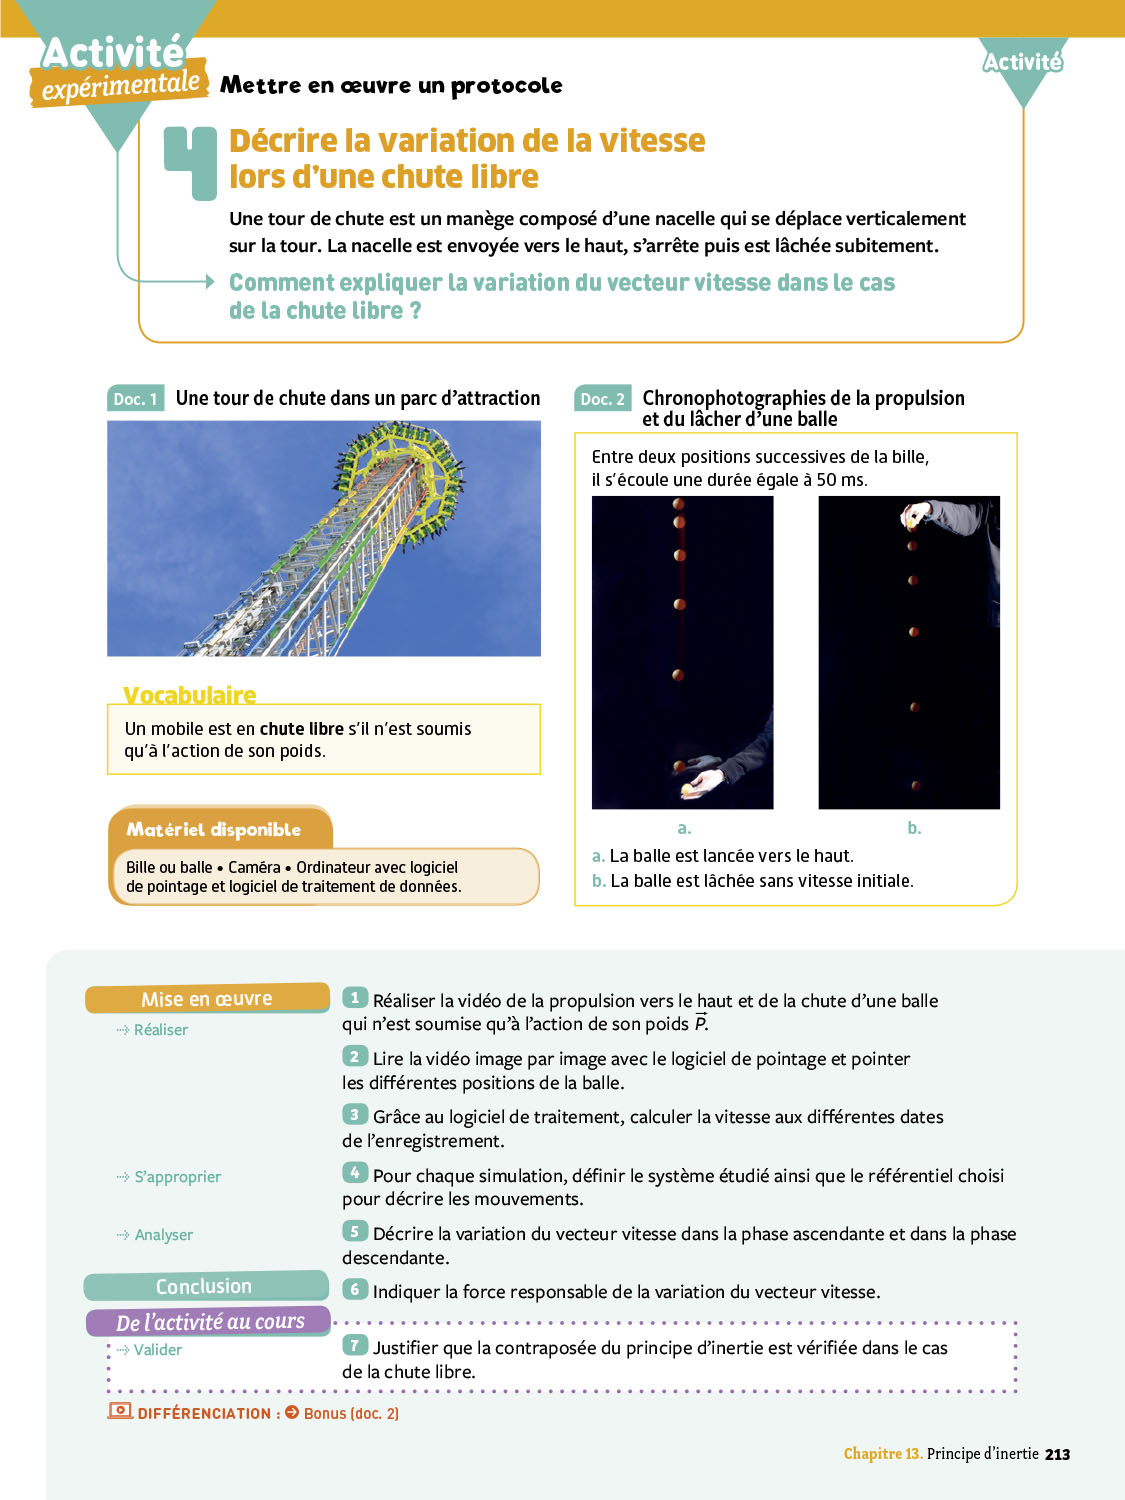 Activité
expérimentale
Mettre en œuvre un protocole
Activité
4
Décrire la variation de la vitesse
lors d'une chute libre
Une tour de chute est un manège composé d'une nacelle qui se déplace verticalement
sur la tour. La nacelle est envoyée vers le haut, s'arrête puis est lâchée subitement.
Comment expliquer la variation du vecteur vitesse dans le cas
de la chute libre ?
Doc. 1 Une tour de chute dans un parc d'attraction
Vocabulaire
Un mobile est en chute libre s'il n'est soumis
qu'à l'action de son poids.
Matériel disponible
Bille ou balle • Caméra • Ordinateur avec logiciel
de pointage et logiciel de traitement de données.
Doc. 2 Chronophotographies de la propulsion
et du lâcher d'une balle
Entre deux positions successives de la bille,
il s'écoule une durée égale à 50 ms.
a. b.
a. La balle est lancée vers le haut.
b. La balle est lâchée sans vitesse initiale.
Mise en œuvre
Réaliser
1 Réaliser la vidéo de la propulsion vers le haut et de la chute d'une balle
qui n'est soumise qu'à l'action de son poids P⃗.
2 Lire la vidéo image par image avec le logiciel de pointage et pointer
les différentes positions de la balle.
3 Grâce au logiciel de traitement, calculer la vitesse aux différentes dates
de l'enregistrement.
S'approprier
4 Pour chaque simulation, définir le système étudié ainsi que le référentiel choisi
pour décrire les mouvements.
Analyser
5 Décrire la variation du vecteur vitesse dans la phase ascendante et dans la phase
descendante.
Conclusion
6 Indiquer la force responsable de la variation du vecteur vitesse.
De l'activité au cours
Valider
7 Justifier que la contraposée du principe d'inertie est vérifiée dans le cas
de la chute libre.
DIFFÉRENCIATION : Bonus (doc. 2)
Chapitre 13. Principe d'inertie 213